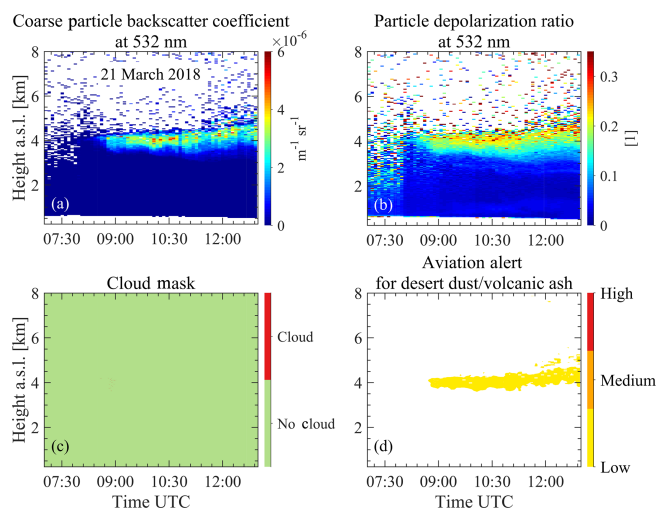 Coarse particle backscatter coefficient
at 532 nm
×10⁻⁶
Particle depolarization ratio
at 532 nm
Height a.s.l. [km]
8
6
4
2
21 March 2018
(a)
07:30
09:00
10:30
12:00
6
4
2
0
m⁻¹ sr⁻¹
8
6
4
2
(b)
07:30
09:00
10:30
12:00
0.3
0.2
0.1
0
[1]
Cloud mask
Aviation alert
for desert dust/volcanic ash
Height a.s.l. [km]
8
6
4
2
(c)
07:30
09:00
10:30
12:00
Time UTC
Cloud
No cloud
8
6
4
2
(d)
07:30
09:00
10:30
12:00
Time UTC
High
Medium
Low